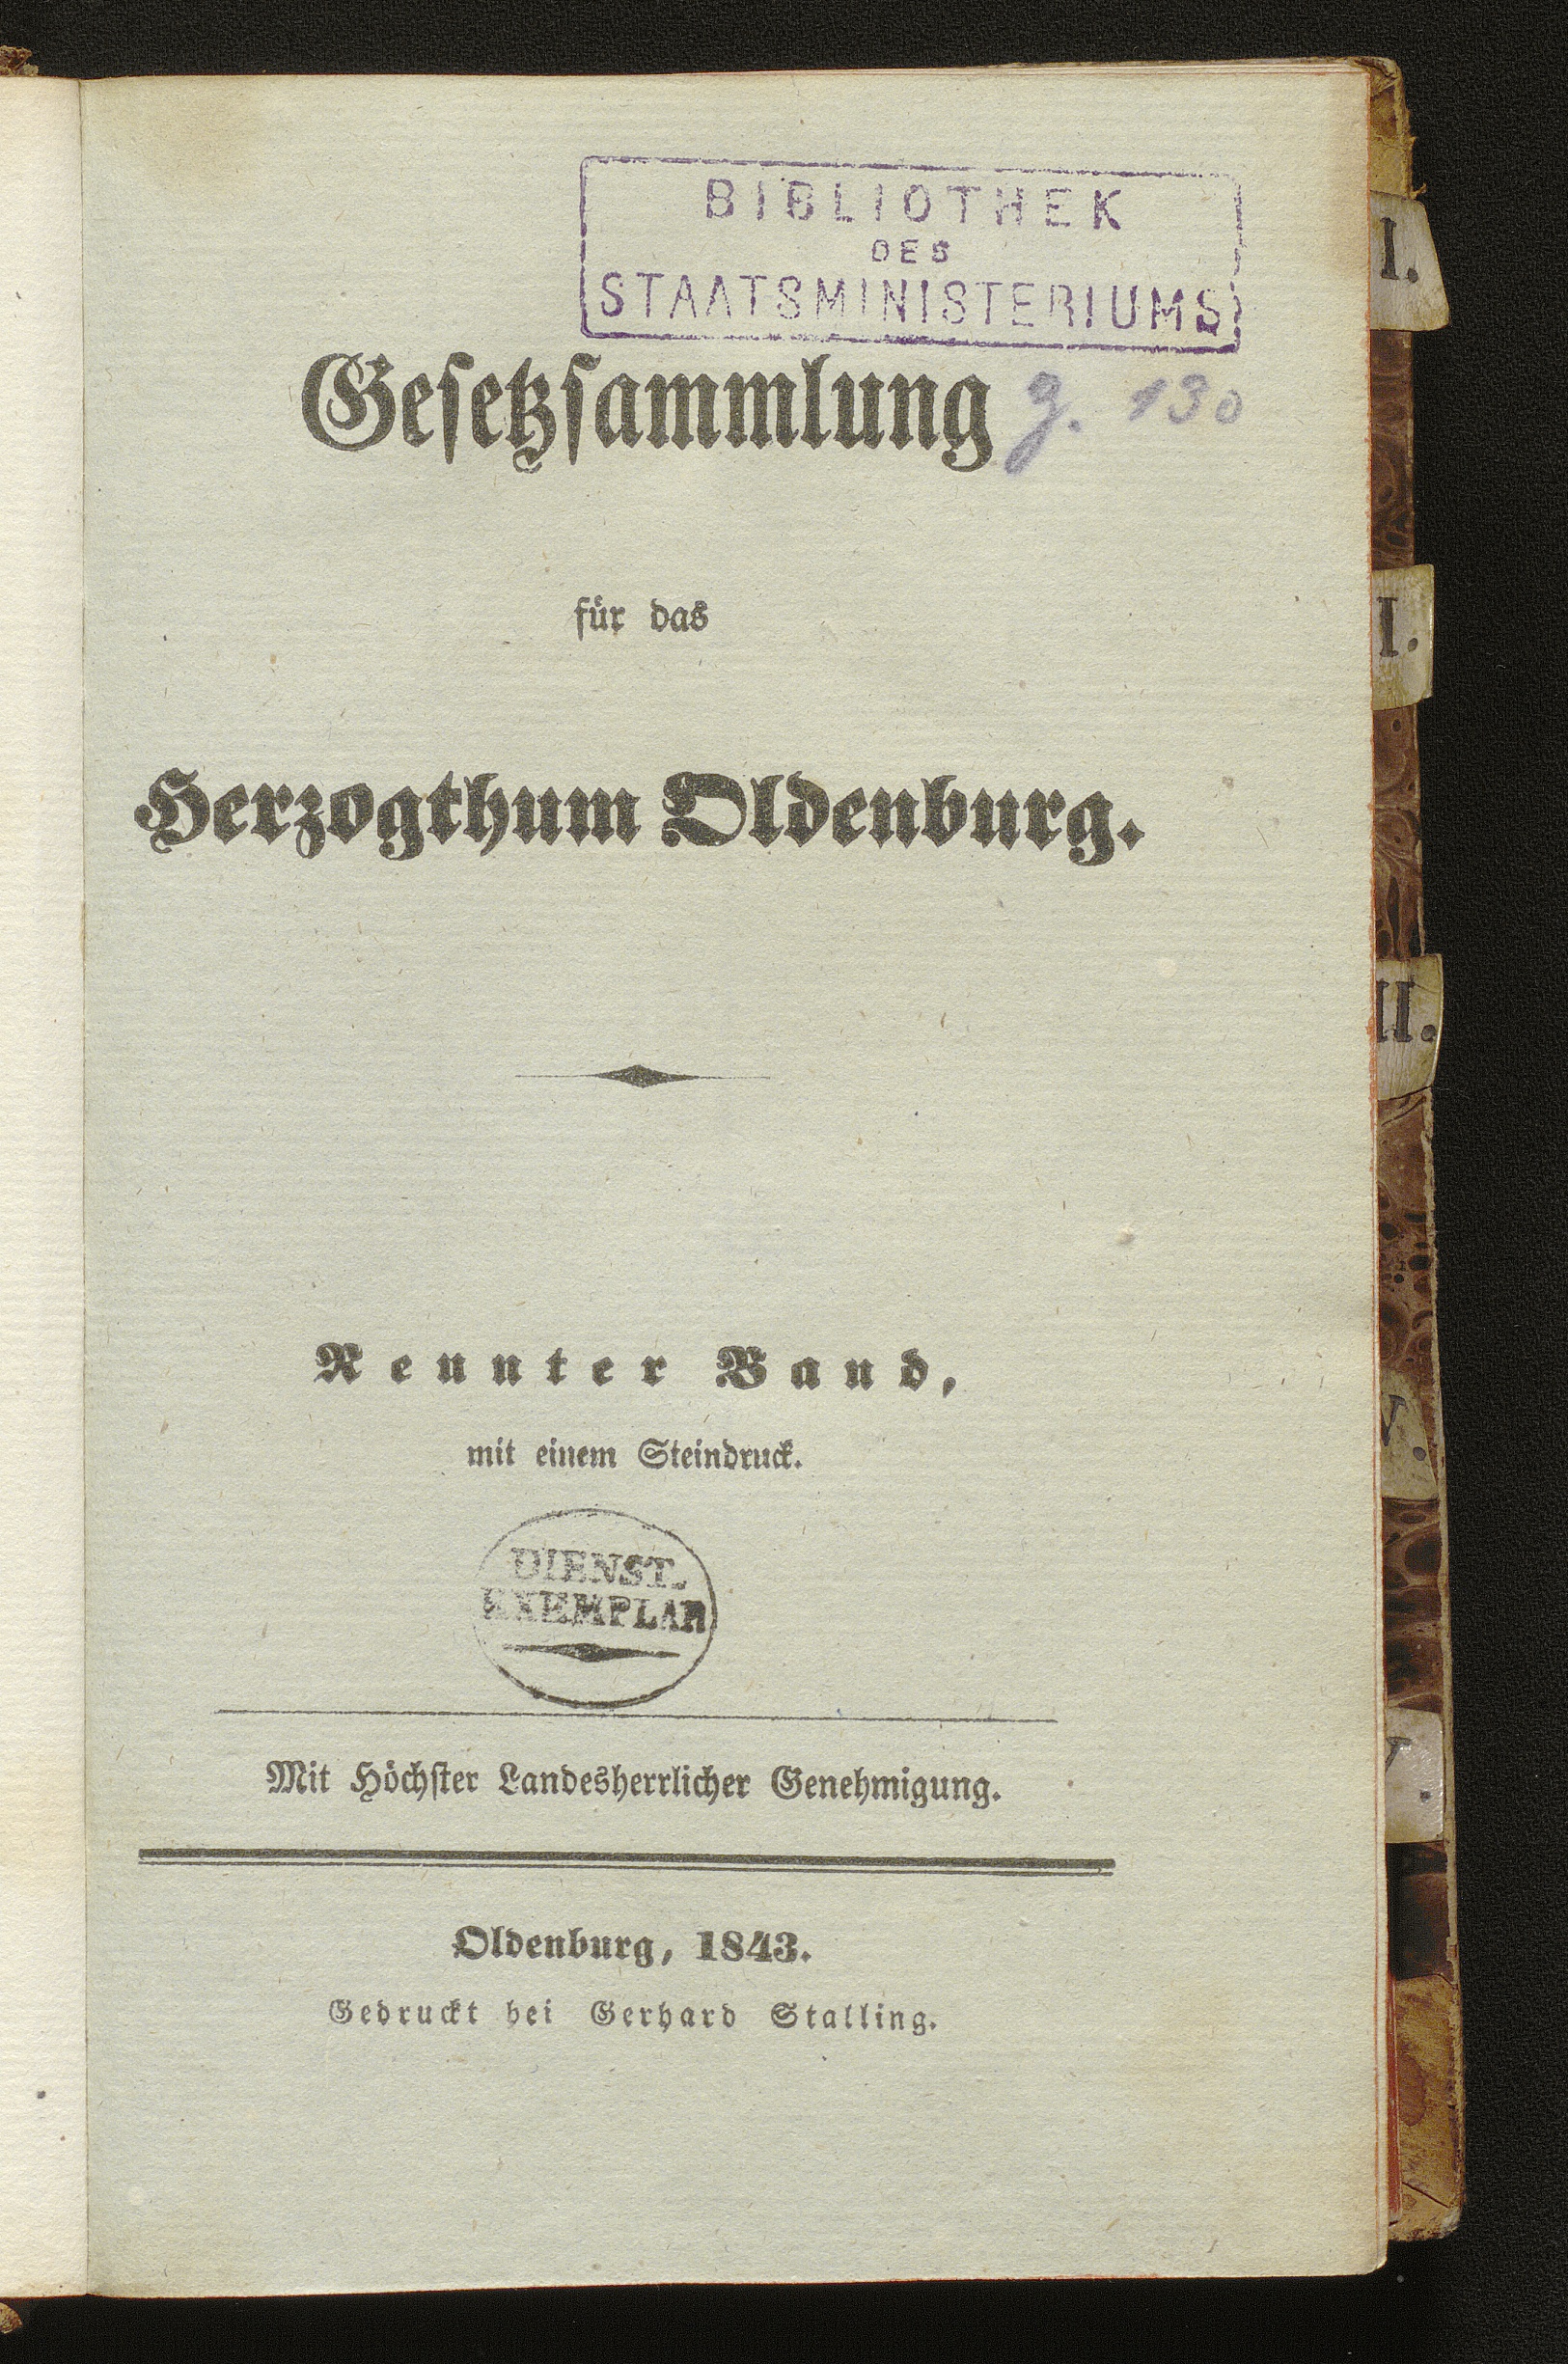 BIBLIOTHEK
DES
STAATSMINISTERIUMS
Gesetzsammlung
g. 130
für das
Herzogthum Oldenburg.
Neunter Band,
mit einem Steindruck.
DIENST.
EXEMPLAR
Mit Höchster Landesherrlicher Genehmigung.
Oldenburg, 1843.
Gedruckt bei Gerhard Stalling.
I.
I.
II.
V.
V.